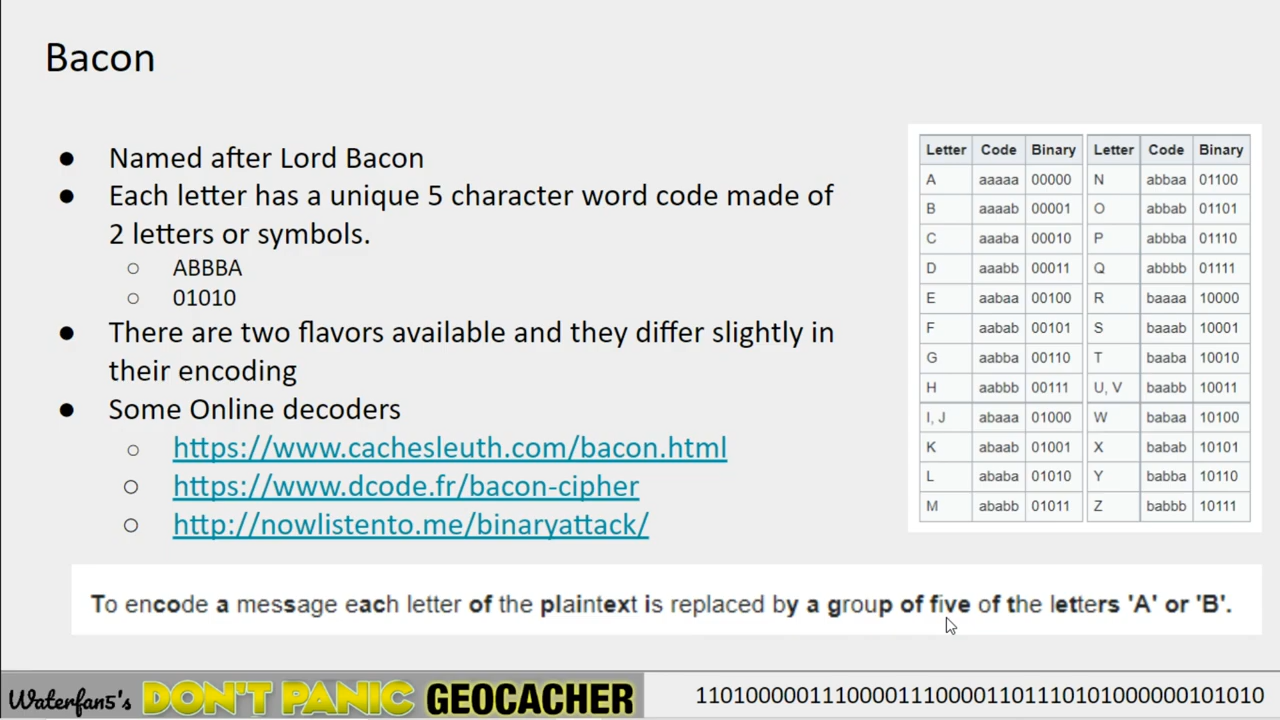 Bacon
● Named after Lord Bacon
● Each letter has a unique 5 character word code made of
2 letters or symbols.
○ ABBBA
○ 01010
● There are two flavors available and they differ slightly in
their encoding
● Some Online decoders
○ https://www.cachesleuth.com/bacon.html
○ https://www.dcode.fr/bacon-cipher
○ http://nowlistento.me/binaryattack/
Letter Code Binary Letter Code Binary
A aaaaa 00000 N abbaa 01100
B aaaab 00001 O abbab 01101
C aaaba 00010 P abbba 01110
D aaabb 00011 Q abbbb 01111
E aabaa 00100 R baaaa 10000
F aabab 00101 S baaab 10001
G aabba 00110 T baaba 10010
H aabbb 00111 U, V baabb 10011
I, J abaaa 01000 W babaa 10100
K abaab 01001 X babab 10101
L ababa 01010 Y babba 10110
M ababb 01011 Z babbb 10111
To encode a message each letter of the plaintext is replaced by a group of five of the letters 'A' or 'B'.
Waterfan5's DON'T PANIC GEOCACHER 1101000001110000111000011011101010000000101010